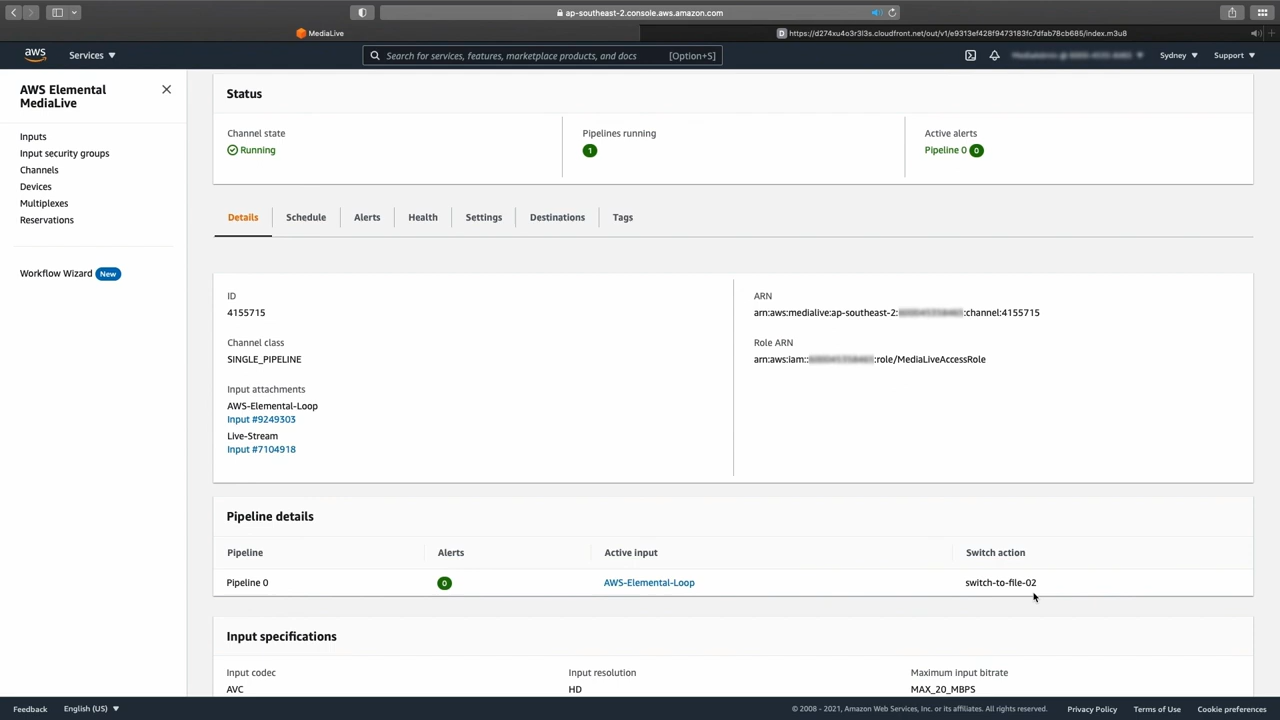 ap-southeast-2.console.aws.amazon.com
MediaLive
https://d274xu4o3r3l3s.cloudfront.net/out/v1/e9313ef428f9473183fc7dfab78cb685/index.m3u8
aws
Services
Search for services, features, marketplace products, and docs
[Option+S]
Sydney
Support
AWS Elemental
MediaLive
Inputs
Input security groups
Channels
Devices
Multiplexes
Reservations
Workflow Wizard New
Status
Channel state
Running
Pipelines running
1
Active alerts
Pipeline 0 0
Details
Schedule
Alerts
Health
Settings
Destinations
Tags
ID
4155715
Channel class
SINGLE_PIPELINE
Input attachments
AWS-Elemental-Loop
Input #9249303
Live-Stream
Input #7104918
ARN
arn:aws:medialive:ap-southeast-2: :channel:4155715
Role ARN
arn:aws:iam:: :role/MediaLiveAccessRole
Pipeline details
Pipeline Alerts Active input Switch action
Pipeline 0 0 AWS-Elemental-Loop switch-to-file-02
Input specifications
Input codec
AVC
Input resolution
HD
Maximum input bitrate
MAX_20_MBPS
Feedback
English (US)
© 2008 - 2021, Amazon Web Services, Inc. or its affiliates. All rights reserved.
Privacy Policy
Terms of Use
Cookie preferences